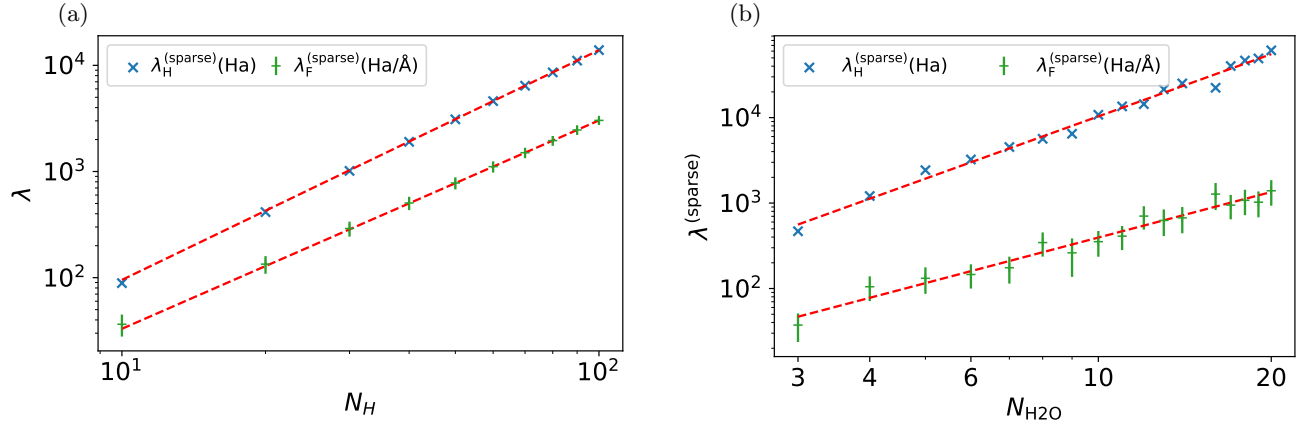 (a)
λ_H^(sparse)(Ha) λ_F^(sparse)(Ha/Å)
10^4
10^3
10^2
λ
10^1 10^2
N_H
(b)
λ_H^(sparse)(Ha) λ_F^(sparse)(Ha/Å)
10^4
10^3
10^2
λ^(sparse)
3 4 6 10 20
N_H2O